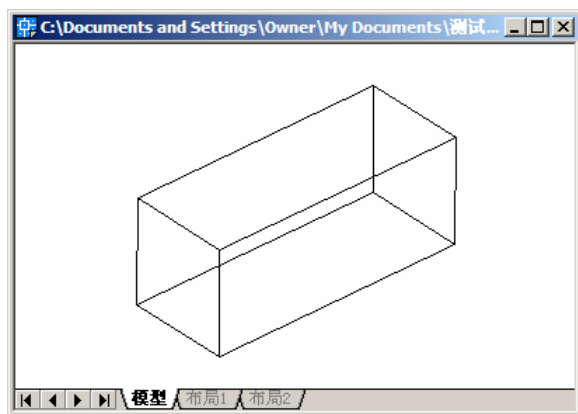 C:\Documents and Settings\Owner\My Documents\测试...
模型 布局1 布局2